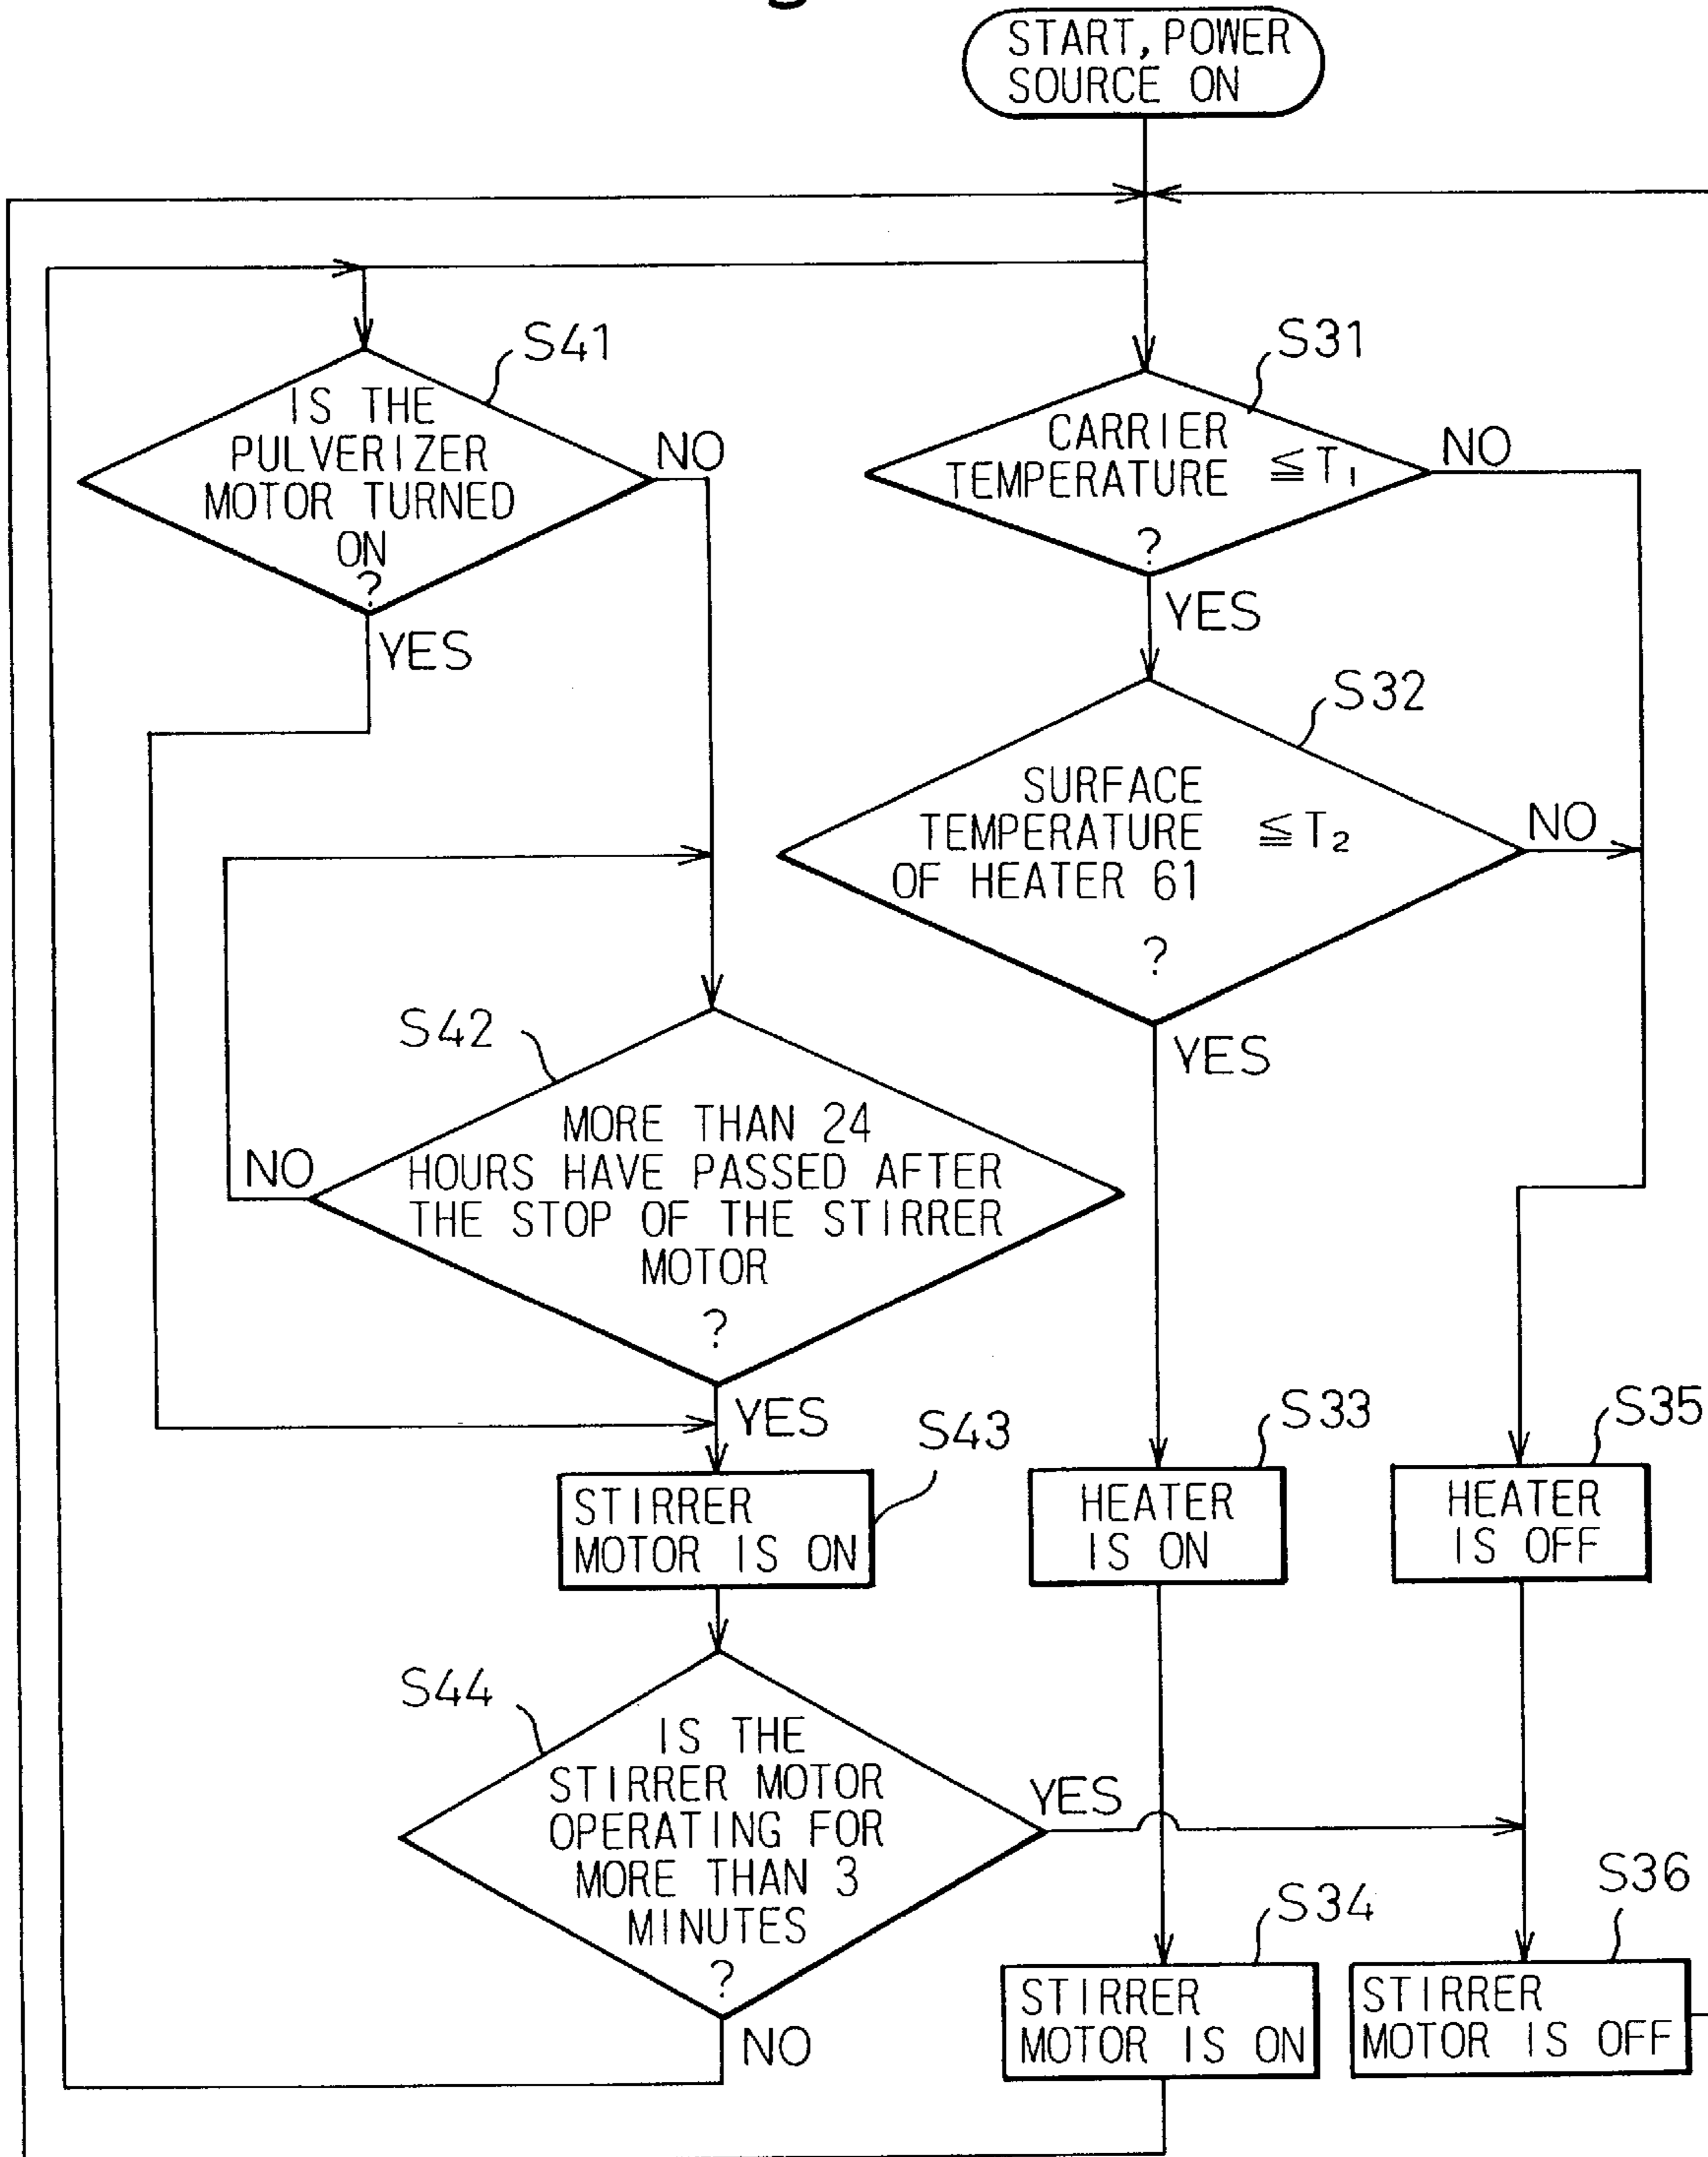 START, POWER
SOURCE ON
S41
IS THE
PULVERIZER
MOTOR TURNED
ON
?
NO
YES
S31
CARRIER
TEMPERATURE ≦T₁
?
NO
YES
S32
SURFACE
TEMPERATURE ≦T₂
OF HEATER 61
?
NO
YES
S42
MORE THAN 24
HOURS HAVE PASSED AFTER
THE STOP OF THE STIRRER
MOTOR
?
NO
YES
S43
STIRRER
MOTOR IS ON
S33
HEATER
IS ON
S35
HEATER
IS OFF
S44
IS THE
STIRRER MOTOR
OPERATING FOR
MORE THAN 3
MINUTES
?
YES
NO
S34
STIRRER
MOTOR IS ON
S36
STIRRER
MOTOR IS OFF